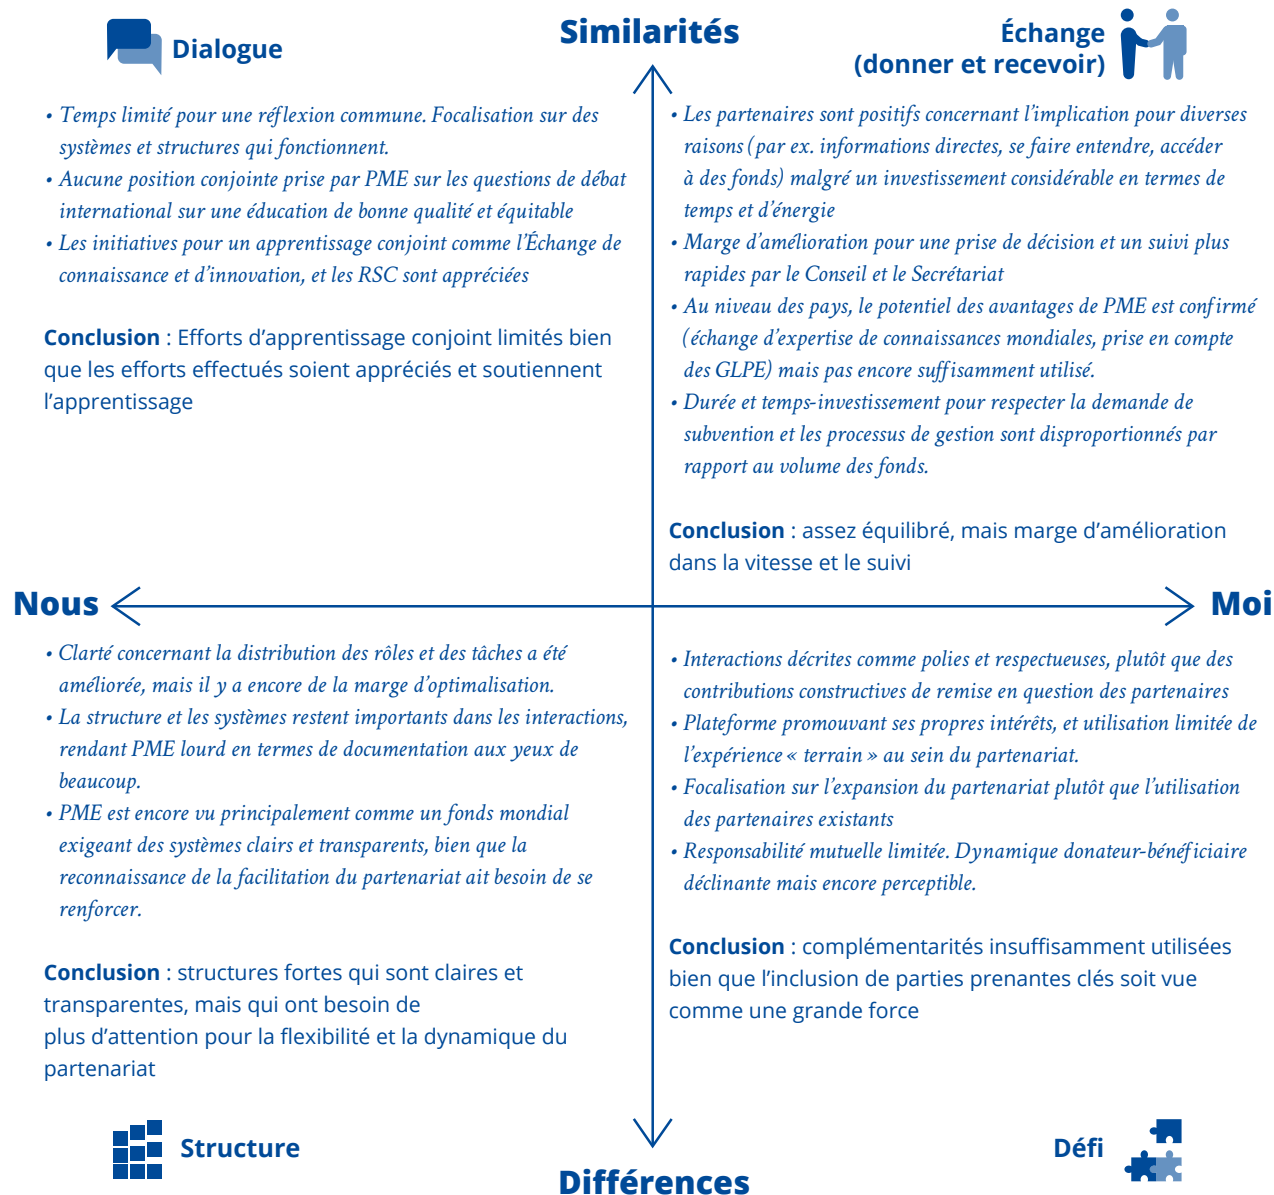 Similarités
Dialogue
• Temps limité pour une réflexion commune. Focalisation sur des
systèmes et structures qui fonctionnent.
• Aucune position conjointe prise par PME sur les questions de débat
international sur une éducation de bonne qualité et équitable
• Les initiatives pour un apprentissage conjoint comme l’Échange de
connaissance et d’innovation, et les RSC sont appréciées
Conclusion : Efforts d’apprentissage conjoint limités bien
que les efforts effectués soient appréciés et soutiennent
l’apprentissage
Échange
(donner et recevoir)
• Les partenaires sont positifs concernant l’implication pour diverses
raisons (par ex. informations directes, se faire entendre, accéder
à des fonds) malgré un investissement considérable en termes de
temps et d’énergie
• Marge d’amélioration pour une prise de décision et un suivi plus
rapides par le Conseil et le Secrétariat
• Au niveau des pays, le potentiel des avantages de PME est confirmé
(échange d’expertise de connaissances mondiales, prise en compte
des GLPE) mais pas encore suffisamment utilisé.
• Durée et temps-investissement pour respecter la demande de
subvention et les processus de gestion sont disproportionnés par
rapport au volume des fonds.
Conclusion : assez équilibré, mais marge d’amélioration
dans la vitesse et le suivi
Nous
Moi
• Clarté concernant la distribution des rôles et des tâches a été
améliorée, mais il y a encore de la marge d’optimalisation.
• La structure et les systèmes restent importants dans les interactions,
rendant PME lourd en termes de documentation aux yeux de
beaucoup.
• PME est encore vu principalement comme un fonds mondial
exigeant des systèmes clairs et transparents, bien que la
reconnaissance de la facilitation du partenariat ait besoin de se
renforcer.
Conclusion : structures fortes qui sont claires et
transparentes, mais qui ont besoin de
plus d’attention pour la flexibilité et la dynamique du
partenariat
Structure
• Interactions décrites comme polies et respectueuses, plutôt que des
contributions constructives de remise en question des partenaires
• Plateforme promouvant ses propres intérêts, et utilisation limitée de
l’expérience « terrain » au sein du partenariat.
• Focalisation sur l’expansion du partenariat plutôt que l’utilisation
des partenaires existants
• Responsabilité mutuelle limitée. Dynamique donateur-bénéficiaire
déclinante mais encore perceptible.
Conclusion : complémentarités insuffisamment utilisées
bien que l’inclusion de parties prenantes clés soit vue
comme une grande force
Défi
Différences